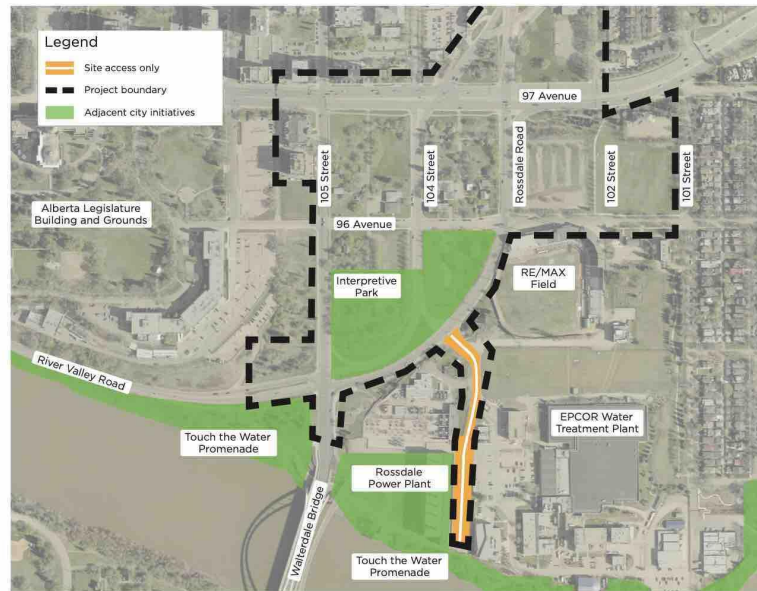 Legend
Site access only
Project boundary
Adjacent city initiatives
97 Avenue
105 Street
104 Street
Rossdale Road
102 Street
101 Street
Alberta Legislature
Building and Grounds
96 Avenue
Interpretive
Park
RE/MAX
Field
River Valley Road
Touch the Water
Promenade
EPCOR Water
Treatment Plant
Rossdale
Power Plant
Walterdale Bridge
Touch the Water
Promenade